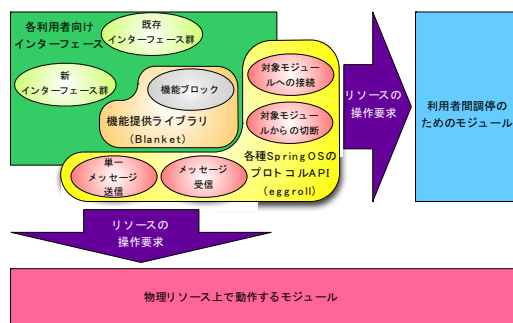 各利用者向け
インターフェース
既存
インターフェース群
新
インターフェース群
機能ブロック
機能提供ライブラリ
(Blanket)
対象モジュー
ルへの接続
対象モジュー
ルからの切断
各種SpringOSの
プロトコルAPI
(eggroll)
単一
メッセージ
送信
メッセージ
受信
リソースの
操作要求
利用者間調停の
ためのモジュール
リソースの
操作要求
物理リソース上で動作するモジュール